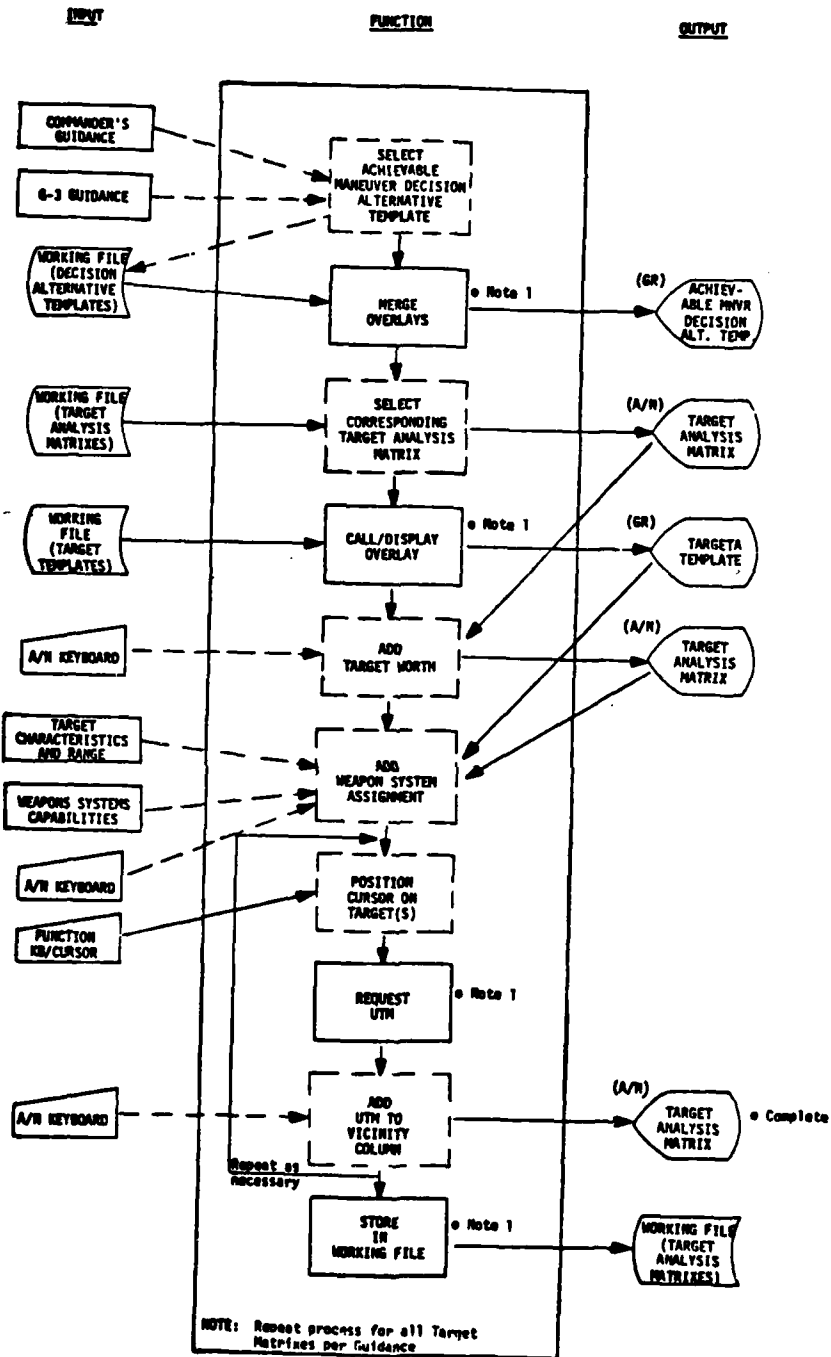 INPUT
FUNCTION
OUTPUT
COMMANDER'S
GUIDANCE
SELECT
ACHIEVABLE
MANEUVER DECISION
ALTERNATIVE
TEMPLATE
G-3 GUIDANCE
WORKING FILE
(DECISION
ALTERNATIVE
TEMPLATES)
MERGE
OVERLAYS
● Note 1
(GR)
ACHIEV-
ABLE MNVR
DECISION
ALT. TEMP.
WORKING FILE
(TARGET
ANALYSIS
MATRIXES)
SELECT
CORRESPONDING
TARGET ANALYSIS
MATRIX
(A/N)
TARGET
ANALYSIS
MATRIX
WORKING
FILE
(TARGET
TEMPLATES)
CALL/DISPLAY
OVERLAY
● Note 1
(GR)
TARGETA
TEMPLATE
A/N KEYBOARD
ADD
TARGET WORTH
(A/N)
TARGET
ANALYSIS
MATRIX
TARGET
CHARACTERISTICS
AND RANGE
ADD
WEAPON SYSTEM
ASSIGNMENT
WEAPONS SYSTEMS
CAPABILITIES
A/N KEYBOARD
POSITION
CURSOR ON
TARGET(S)
FUNCTION
KB/CURSOR
REQUEST
UTM
● Note 1
A/N KEYBOARD
ADD
UTM TO
VICINITY
COLUMN
(A/N)
TARGET
ANALYSIS
MATRIX
● Complete
Repeat as
necessary
STORE
IN
WORKING FILE
● Note 1
WORKING FILE
(TARGET
ANALYSIS
MATRIXES)
NOTE: Repeat process for all Target
Matrixes per Guidance